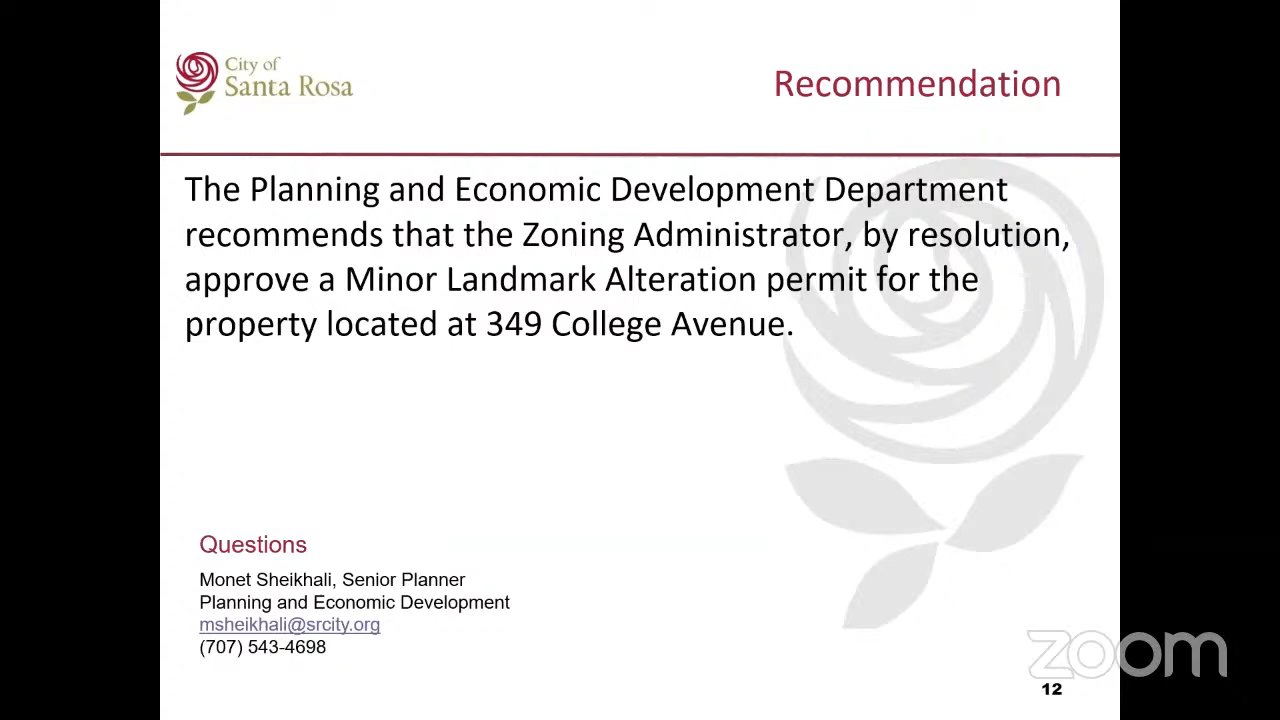 City of
Santa Rosa
Recommendation
The Planning and Economic Development Department
recommends that the Zoning Administrator, by resolution,
approve a Minor Landmark Alteration permit for the
property located at 349 College Avenue.
Questions
Monet Sheikhali, Senior Planner
Planning and Economic Development
msheikhali@srcity.org
(707) 543-4698
zoom
12